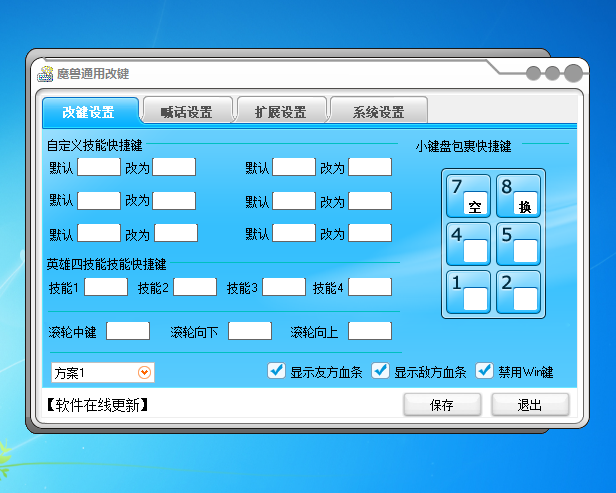 魔兽通用改键
改键设置 喊话设置 扩展设置 系统设置
自定义技能快捷键 小键盘包裹快捷键
默认 改为 默认 改为
默认 改为 默认 改为
默认 改为 默认 改为
7 空 8 换
4 5
1 2
英雄四技能技能快捷键
技能1 技能2 技能3 技能4
滚轮中键 滚轮向下 滚轮向上
方案1 显示友方血条 显示敌方血条 禁用Win键
【软件在线更新】 保存 退出